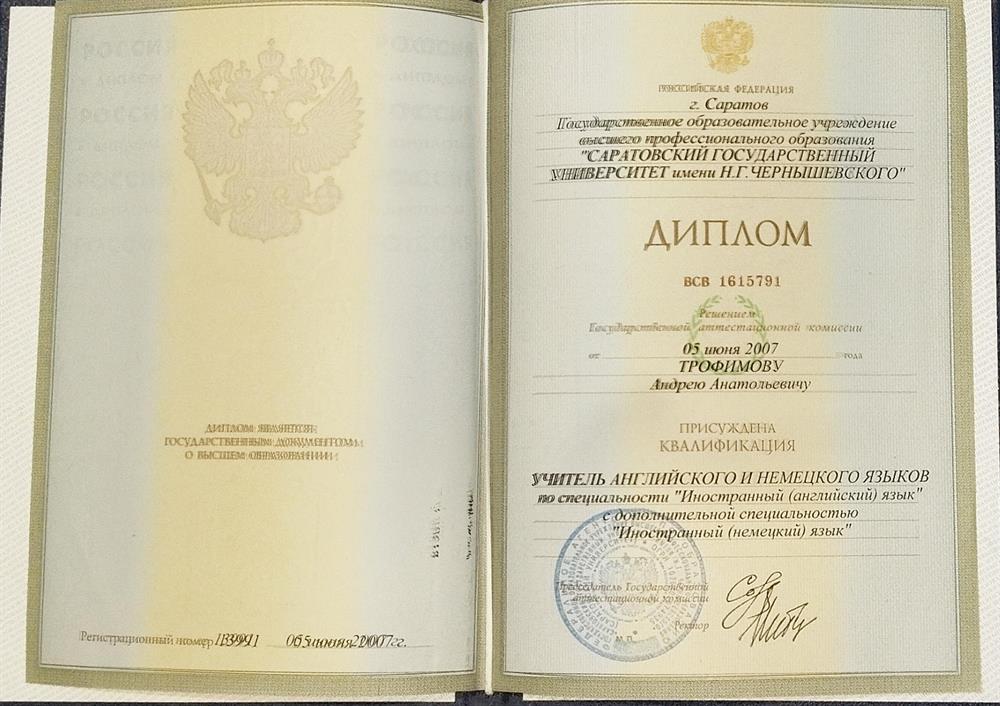 ДИПЛОМ ЯВЛЯЕТСЯ
ГОСУДАРСТВЕННЫМ ДОКУМЕНТОМ
О ВЫСШЕМ ОБРАЗОВАНИИ
Регистрационный номер 05 июня 2007 г.
РОССИЙСКАЯ ФЕДЕРАЦИЯ
г. Саратов
Государственное образовательное учреждение
высшего профессионального образования
"САРАТОВСКИЙ ГОСУДАРСТВЕННЫЙ
УНИВЕРСИТЕТ имени Н.Г.ЧЕРНЫШЕВСКОГО"
ДИПЛОМ
ВСВ 1615791
Решением
Государственной аттестационной комиссии
от 05 июня 2007 года
ТРОФИМОВУ
Андрею Анатольевичу
ПРИСУЖДЕНА
КВАЛИФИКАЦИЯ
УЧИТЕЛЬ АНГЛИЙСКОГО И НЕМЕЦКОГО ЯЗЫКОВ
по специальности "Иностранный (английский) язык"
с дополнительной специальностью
"Иностранный (немецкий) язык"
Председатель Государственной
аттестационной комиссии
Ректор
М.П.